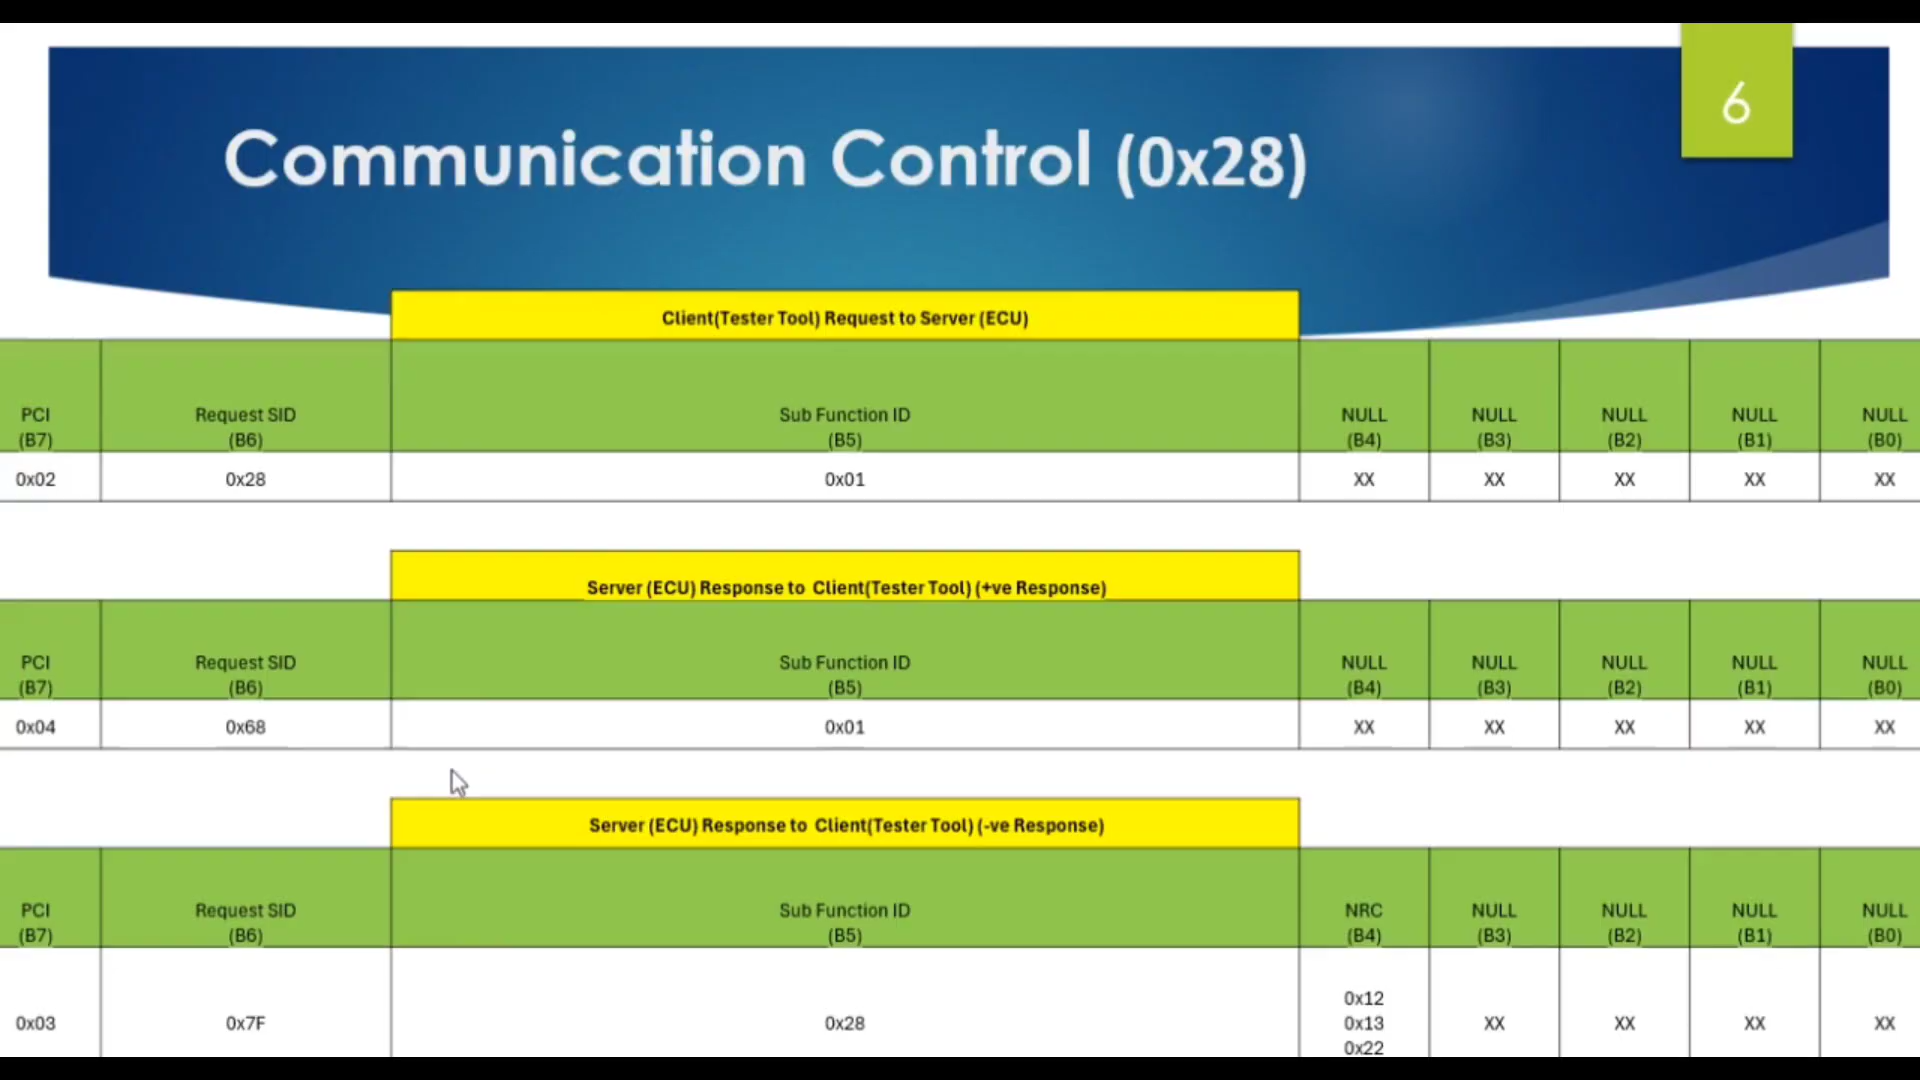 6
Communication Control (0x28)
Client(Tester Tool) Request to Server (ECU)
PCI Request SID Sub Function ID NULL NULL NULL NULL NULL
(B7) (B6) (B5) (B4) (B3) (B2) (B1) (B0)
0x02 0x28 0x01 XX XX XX XX XX
Server (ECU) Response to Client(Tester Tool) (+ve Response)
PCI Request SID Sub Function ID NULL NULL NULL NULL NULL
(B7) (B6) (B5) (B4) (B3) (B2) (B1) (B0)
0x04 0x68 0x01 XX XX XX XX XX
Server (ECU) Response to Client(Tester Tool) (-ve Response)
PCI Request SID Sub Function ID NRC NULL NULL NULL NULL
(B7) (B6) (B5) (B4) (B3) (B2) (B1) (B0)
0x12
0x03 0x7F 0x28 0x13 XX XX XX XX
0x22